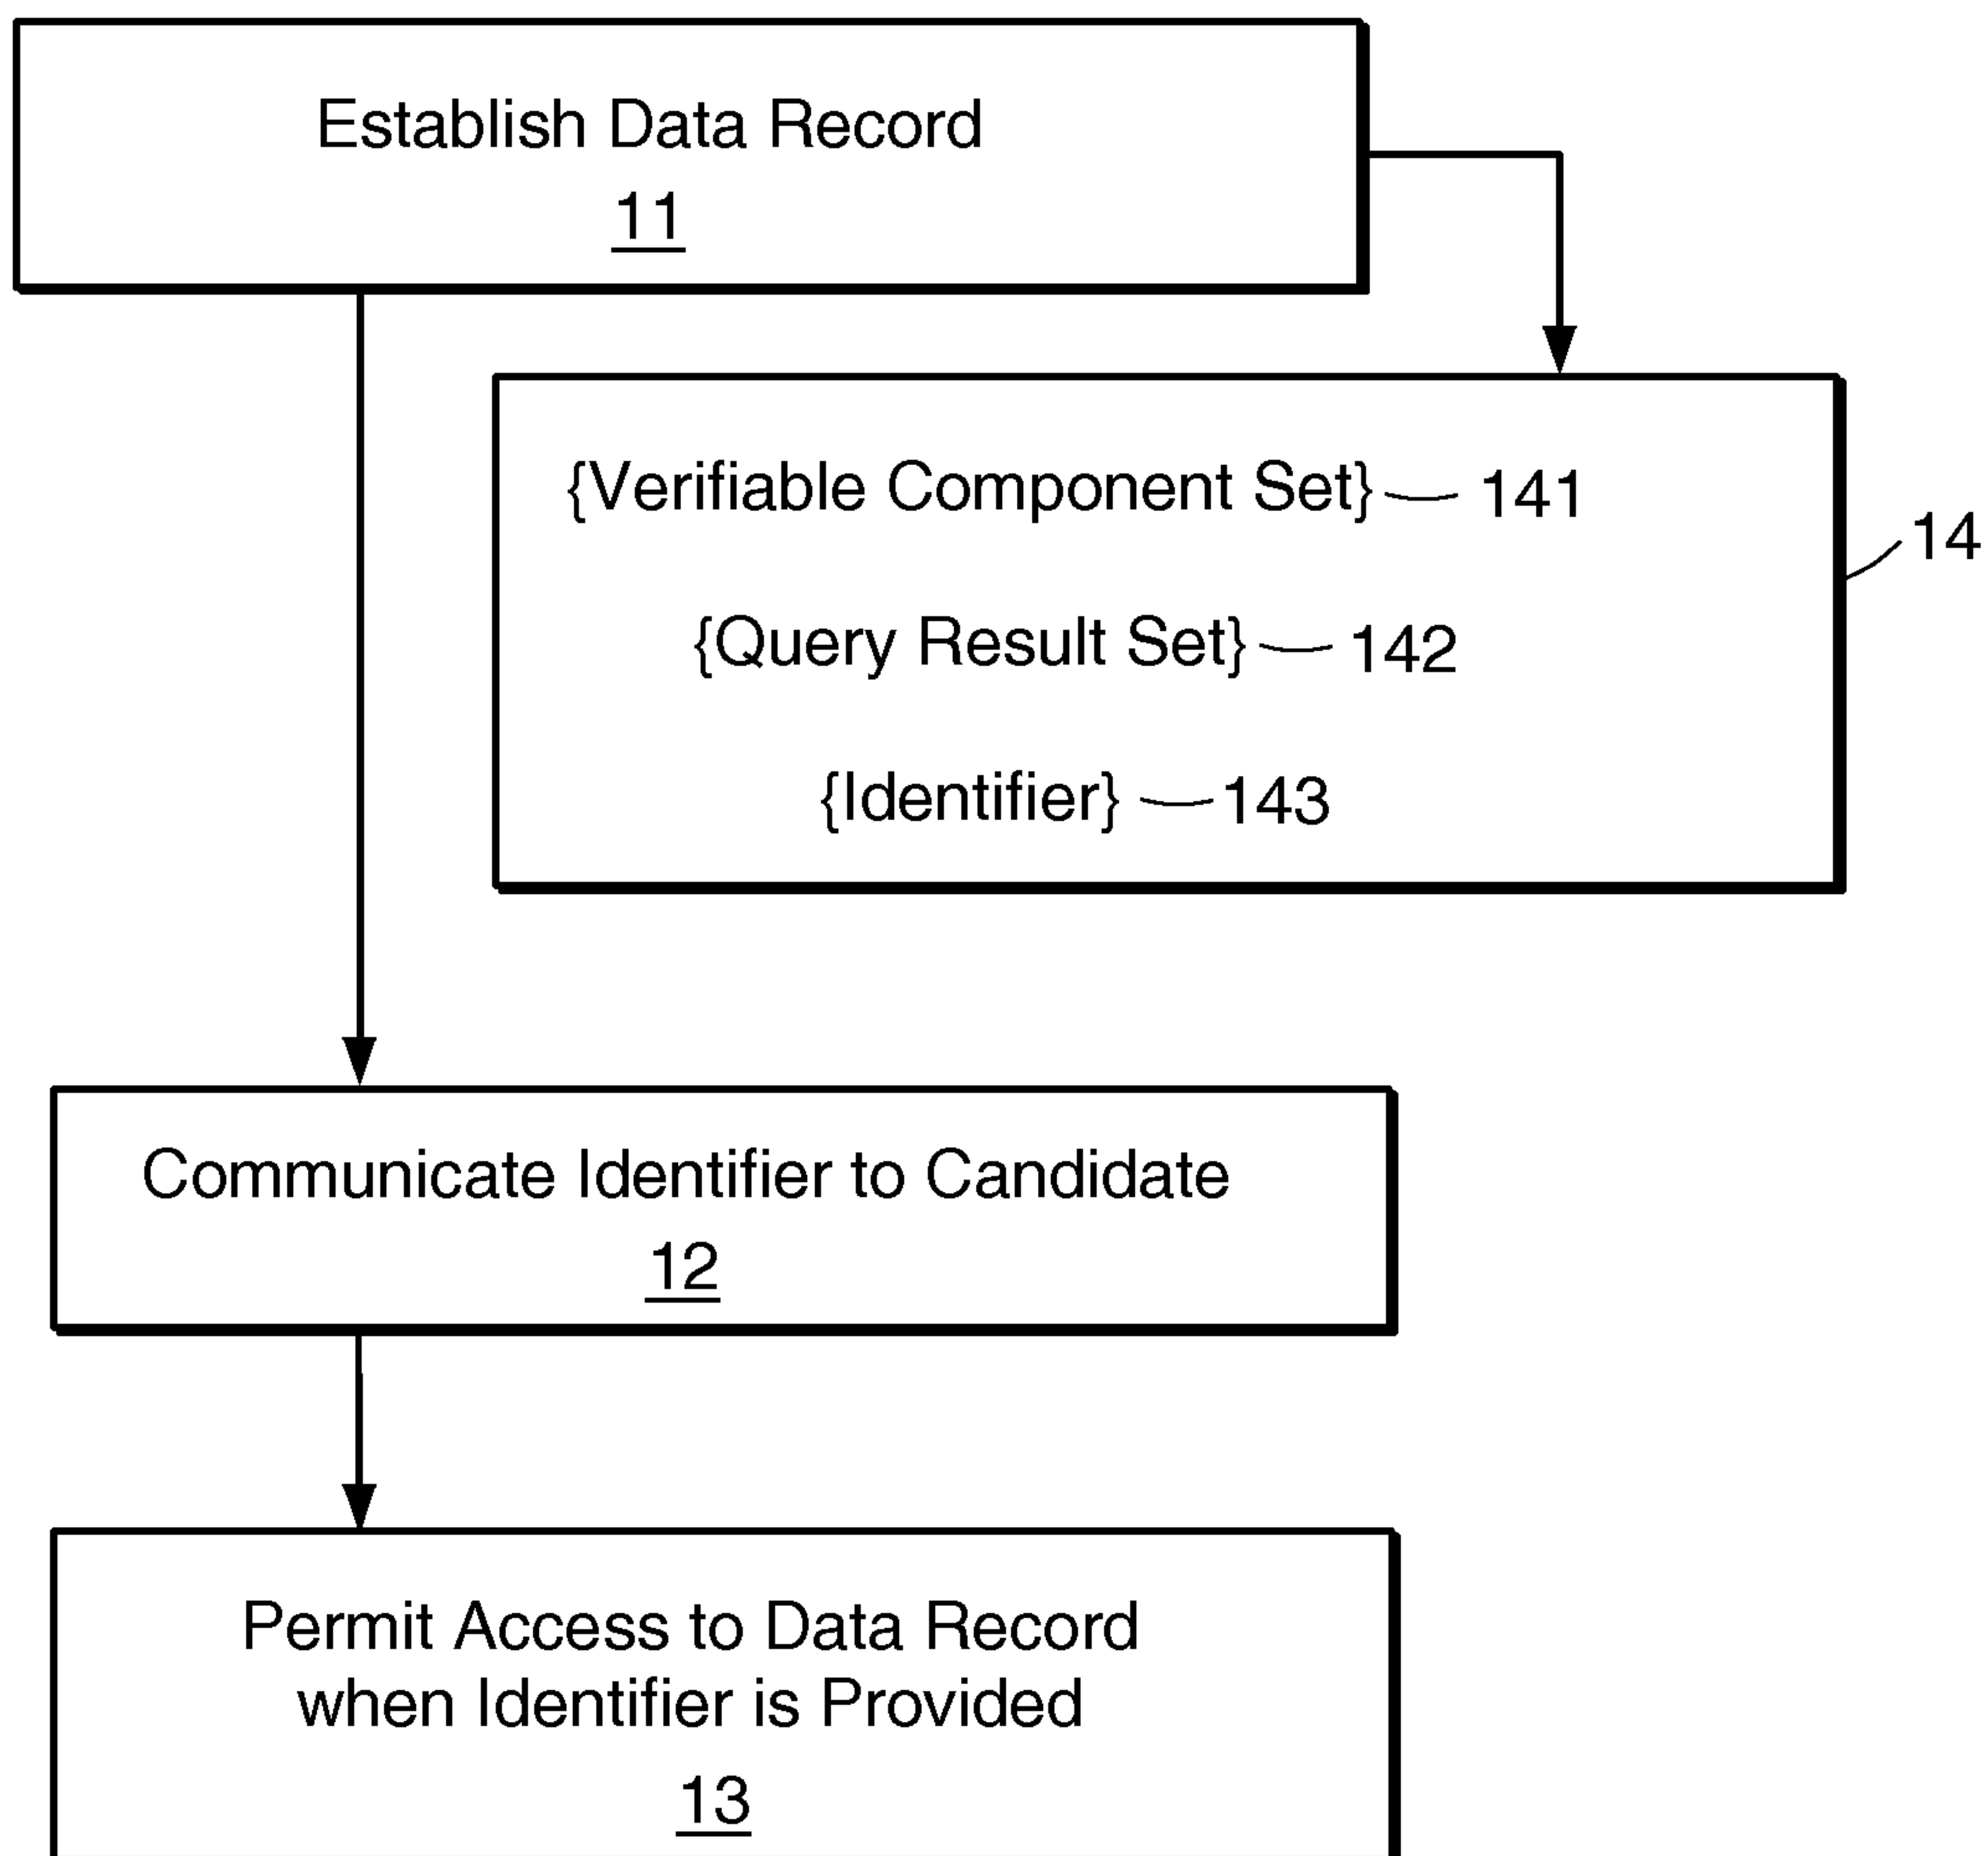 Establish Data Record
11
{Verifiable Component Set} 141
14
{Query Result Set} 142
{Identifier} 143
Communicate Identifier to Candidate
12
Permit Access to Data Record
when Identifier is Provided
13